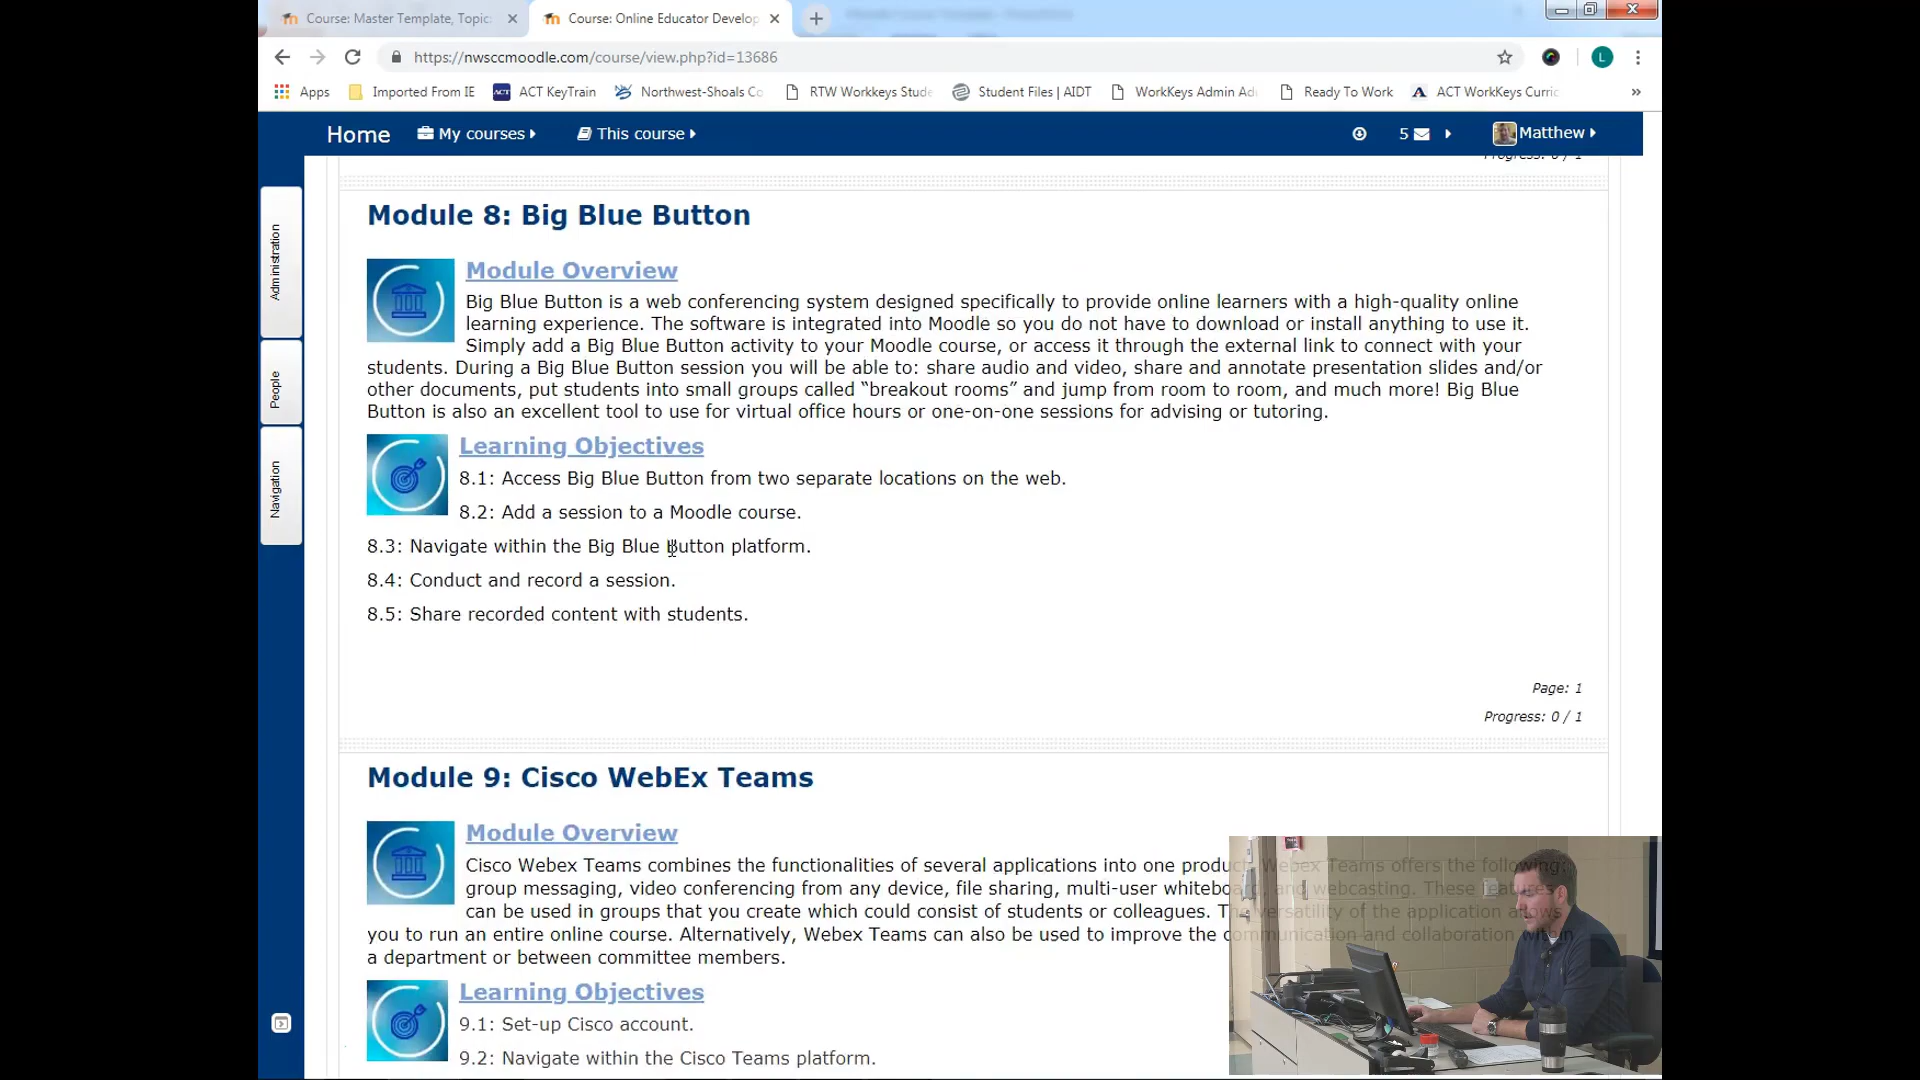 Course: Master Template, Topic:
Course: Online Educator Develop
https://nwsccmoodle.com/course/view.php?id=13686
Apps
Imported From IE
ACT
ACT KeyTrain
Northwest-Shoals Co
RTW Workkeys Stude
Student Files | AIDT
WorkKeys Admin Ad
Ready To Work
ACT WorkKeys Curric
L
Home
My courses
This course
5
Matthew
Administration
People
Navigation
Progress: 0 / 1
Module 8: Big Blue Button
Module Overview
Big Blue Button is a web conferencing system designed specifically to provide online learners with a high-quality online
learning experience. The software is integrated into Moodle so you do not have to download or install anything to use it.
Simply add a Big Blue Button activity to your Moodle course, or access it through the external link to connect with your
students. During a Big Blue Button session you will be able to: share audio and video, share and annotate presentation slides and/or
other documents, put students into small groups called “breakout rooms” and jump from room to room, and much more! Big Blue
Button is also an excellent tool to use for virtual office hours or one-on-one sessions for advising or tutoring.
Learning Objectives
8.1: Access Big Blue Button from two separate locations on the web.
8.2: Add a session to a Moodle course.
8.3: Navigate within the Big Blue Button platform.
8.4: Conduct and record a session.
8.5: Share recorded content with students.
Page: 1
Progress: 0 / 1
Module 9: Cisco WebEx Teams
Module Overview
Cisco Webex Teams combines the functionalities of several applications into one product. Webex Teams offers the following:
group messaging, video conferencing from any device, file sharing, multi-user whiteboard, and webcasting. These features
can be used in groups that you create which could consist of students or colleagues. The versatility of the application allows
you to run an entire online course. Alternatively, Webex Teams can also be used to improve the communication and collaboration within
a department or between committee members.
Learning Objectives
9.1: Set-up Cisco account.
9.2: Navigate within the Cisco Teams platform.